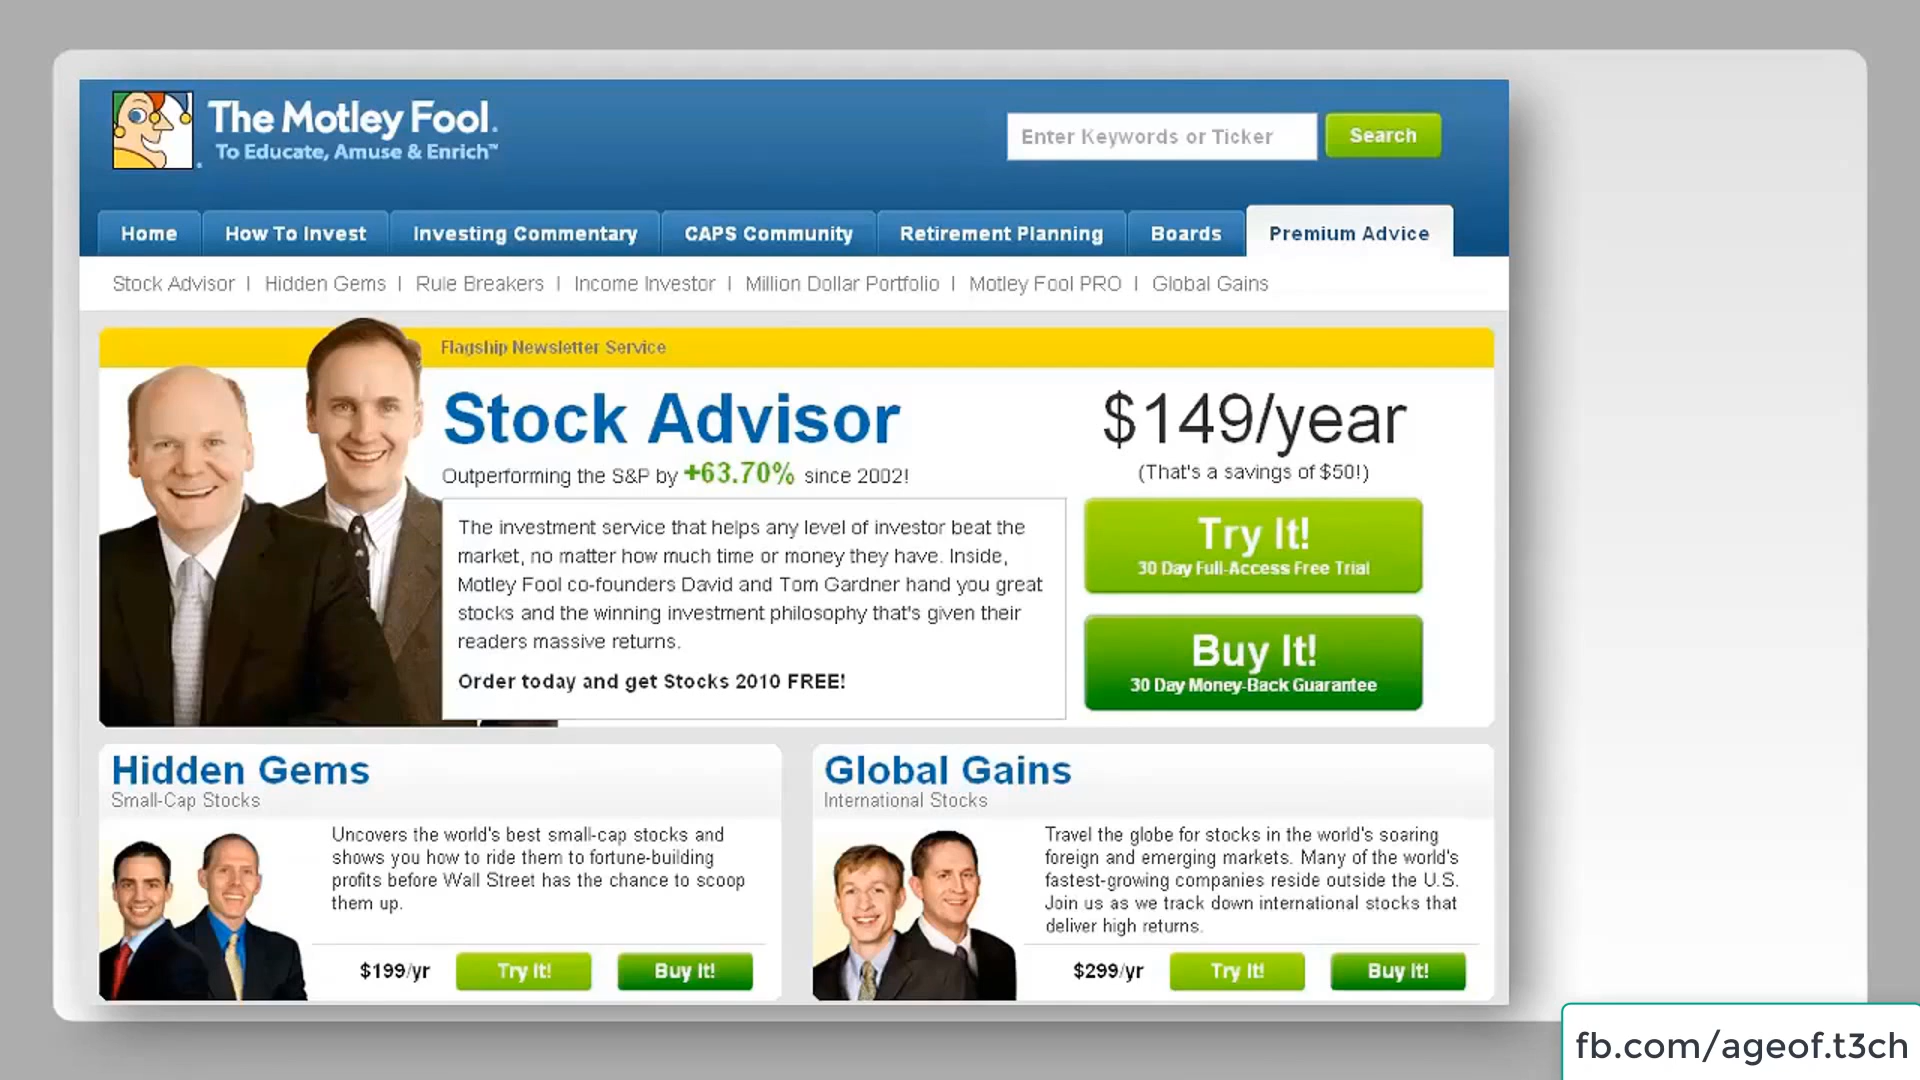 The Motley Fool.
To Educate, Amuse & Enrich™
Enter Keywords or Ticker
Search
Home
How To Invest
Investing Commentary
CAPS Community
Retirement Planning
Boards
Premium Advice
Stock Advisor | Hidden Gems | Rule Breakers | Income Investor | Million Dollar Portfolio | Motley Fool PRO | Global Gains
Flagship Newsletter Service
Stock Advisor
Outperforming the S&P by +63.70% since 2002!
The investment service that helps any level of investor beat the
market, no matter how much time or money they have. Inside,
Motley Fool co-founders David and Tom Gardner hand you great
stocks and the winning investment philosophy that's given their
readers massive returns.
Order today and get Stocks 2010 FREE!
$149/year
(That's a savings of $50!)
Try It!
30 Day Full-Access Free Trial
Buy It!
30 Day Money-Back Guarantee
Hidden Gems
Small-Cap Stocks
Uncovers the world's best small-cap stocks and
shows you how to ride them to fortune-building
profits before Wall Street has the chance to scoop
them up.
$199/yr
Try It!
Buy It!
Global Gains
International Stocks
Travel the globe for stocks in the world's soaring
foreign and emerging markets. Many of the world's
fastest-growing companies reside outside the U.S.
Join us as we track down international stocks that
deliver high returns.
$299/yr
Try It!
Buy It!
fb.com/ageof.t3ch